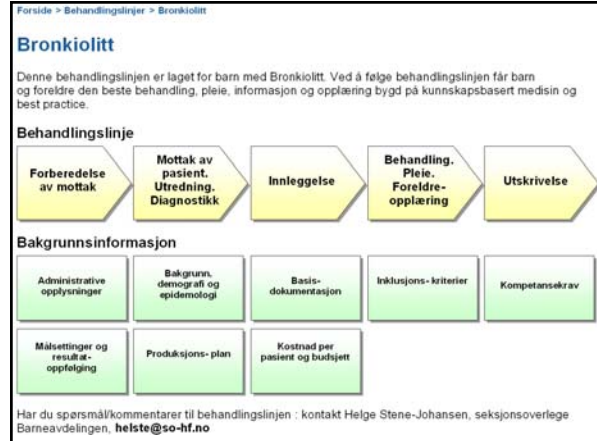 Forside > Behandlingslinjer > Bronkiolitt
Bronkiolitt
Denne behandlingslinjen er laget for barn med Bronkiolitt. Ved å følge behandlingslinjen får barn
og foreldre den beste behandling, pleie, informasjon og opplæring bygd på kunnskapsbasert medisin og
best practice.
Behandlingslinje
Forberedelse
av mottak
Mottak av
pasient.
Utredning.
Diagnostikk
Innleggelse
Behandling.
Pleie.
Foreldre-
opplæring
Utskrivelse
Bakgrunnsinformasjon
Administrative
opplysninger
Bakgrunn,
demografi og
epidemologi
Basis-
dokumentasjon
Inklusjons- kriterier
Kompetansekrav
Målsettinger og
resultat-
oppfølging
Produksjons- plan
Kostnad per
pasient og budsjett
Har du spørsmål/kommentarer til behandlingslinjen : kontakt Helge Stene-Johansen, seksjonsoverlege
Barneavdelingen, helste@so-hf.no